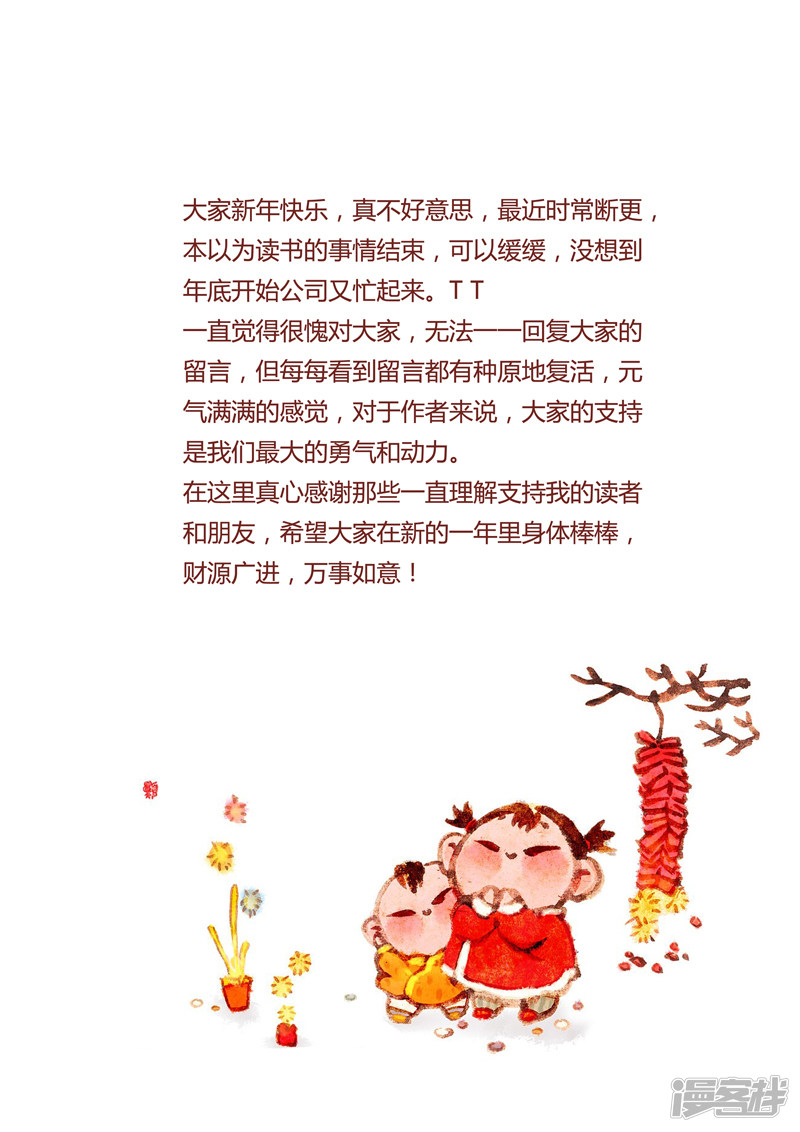 大家新年快乐，真不好意思，最近时常断更，
本以为读书的事情结束，可以缓缓，没想到
年底开始公司又忙起来。T T
一直觉得很愧对大家，无法一一回复大家的
留言，但每每看到留言都有种原地复活，元
气满满的感觉，对于作者来说，大家的支持
是我们最大的勇气和动力。
在这里真心感谢那些一直理解支持我的读者
和朋友，希望大家在新的一年里身体棒棒，
财源广进，万事如意！
漫客栈